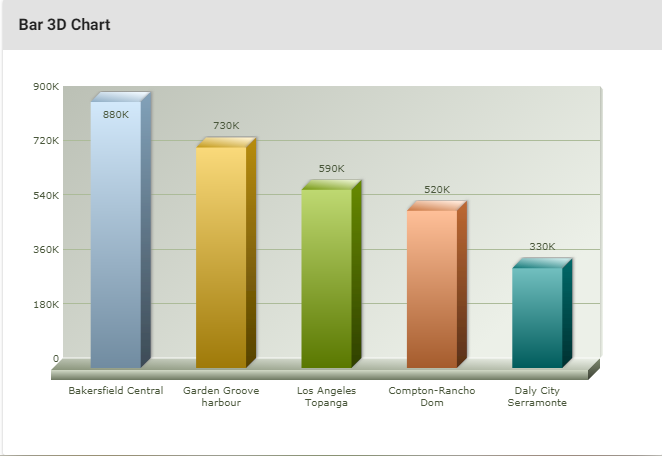 Bar 3D Chart
900K
720K
540K
360K
180K
0
880K
730K
590K
520K
330K
Bakersfield Central
Garden Groove
harbour
Los Angeles
Topanga
Compton-Rancho
Dom
Daly City
Serramonte